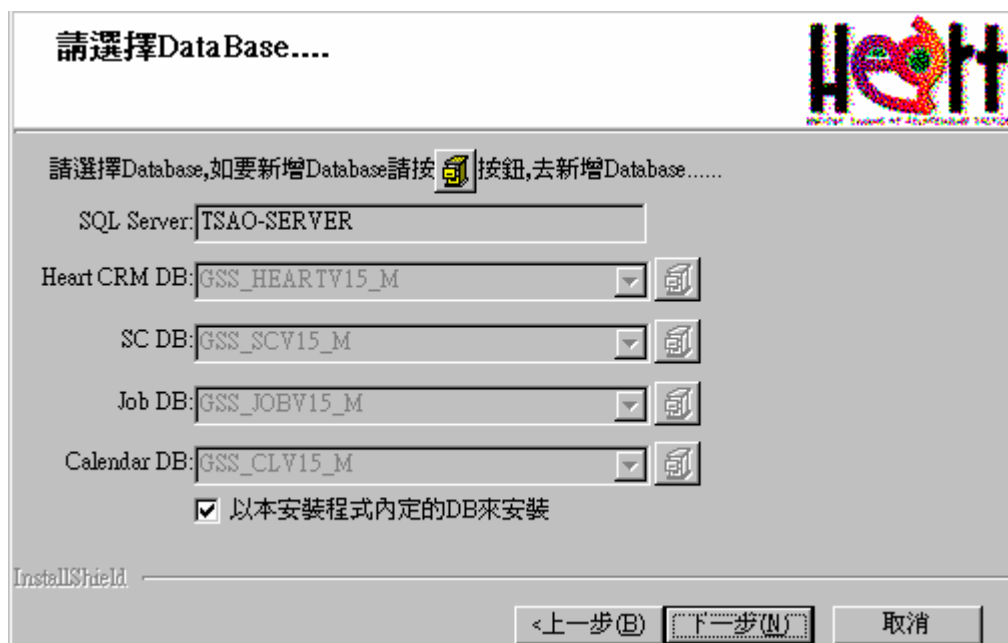 請選擇DataBase....
Heart
請選擇Database,如要新增Database請按 按鈕,去新增Database......
SQL Server: TSAO-SERVER
Heart CRM DB: GSS_HEARTV15_M
SC DB: GSS_SCV15_M
Job DB: GSS_JOBV15_M
Calendar DB: GSS_CLV15_M
以本安裝程式內定的DB來安裝
InstallShield
<上一步(B) 下一步(N) 取消